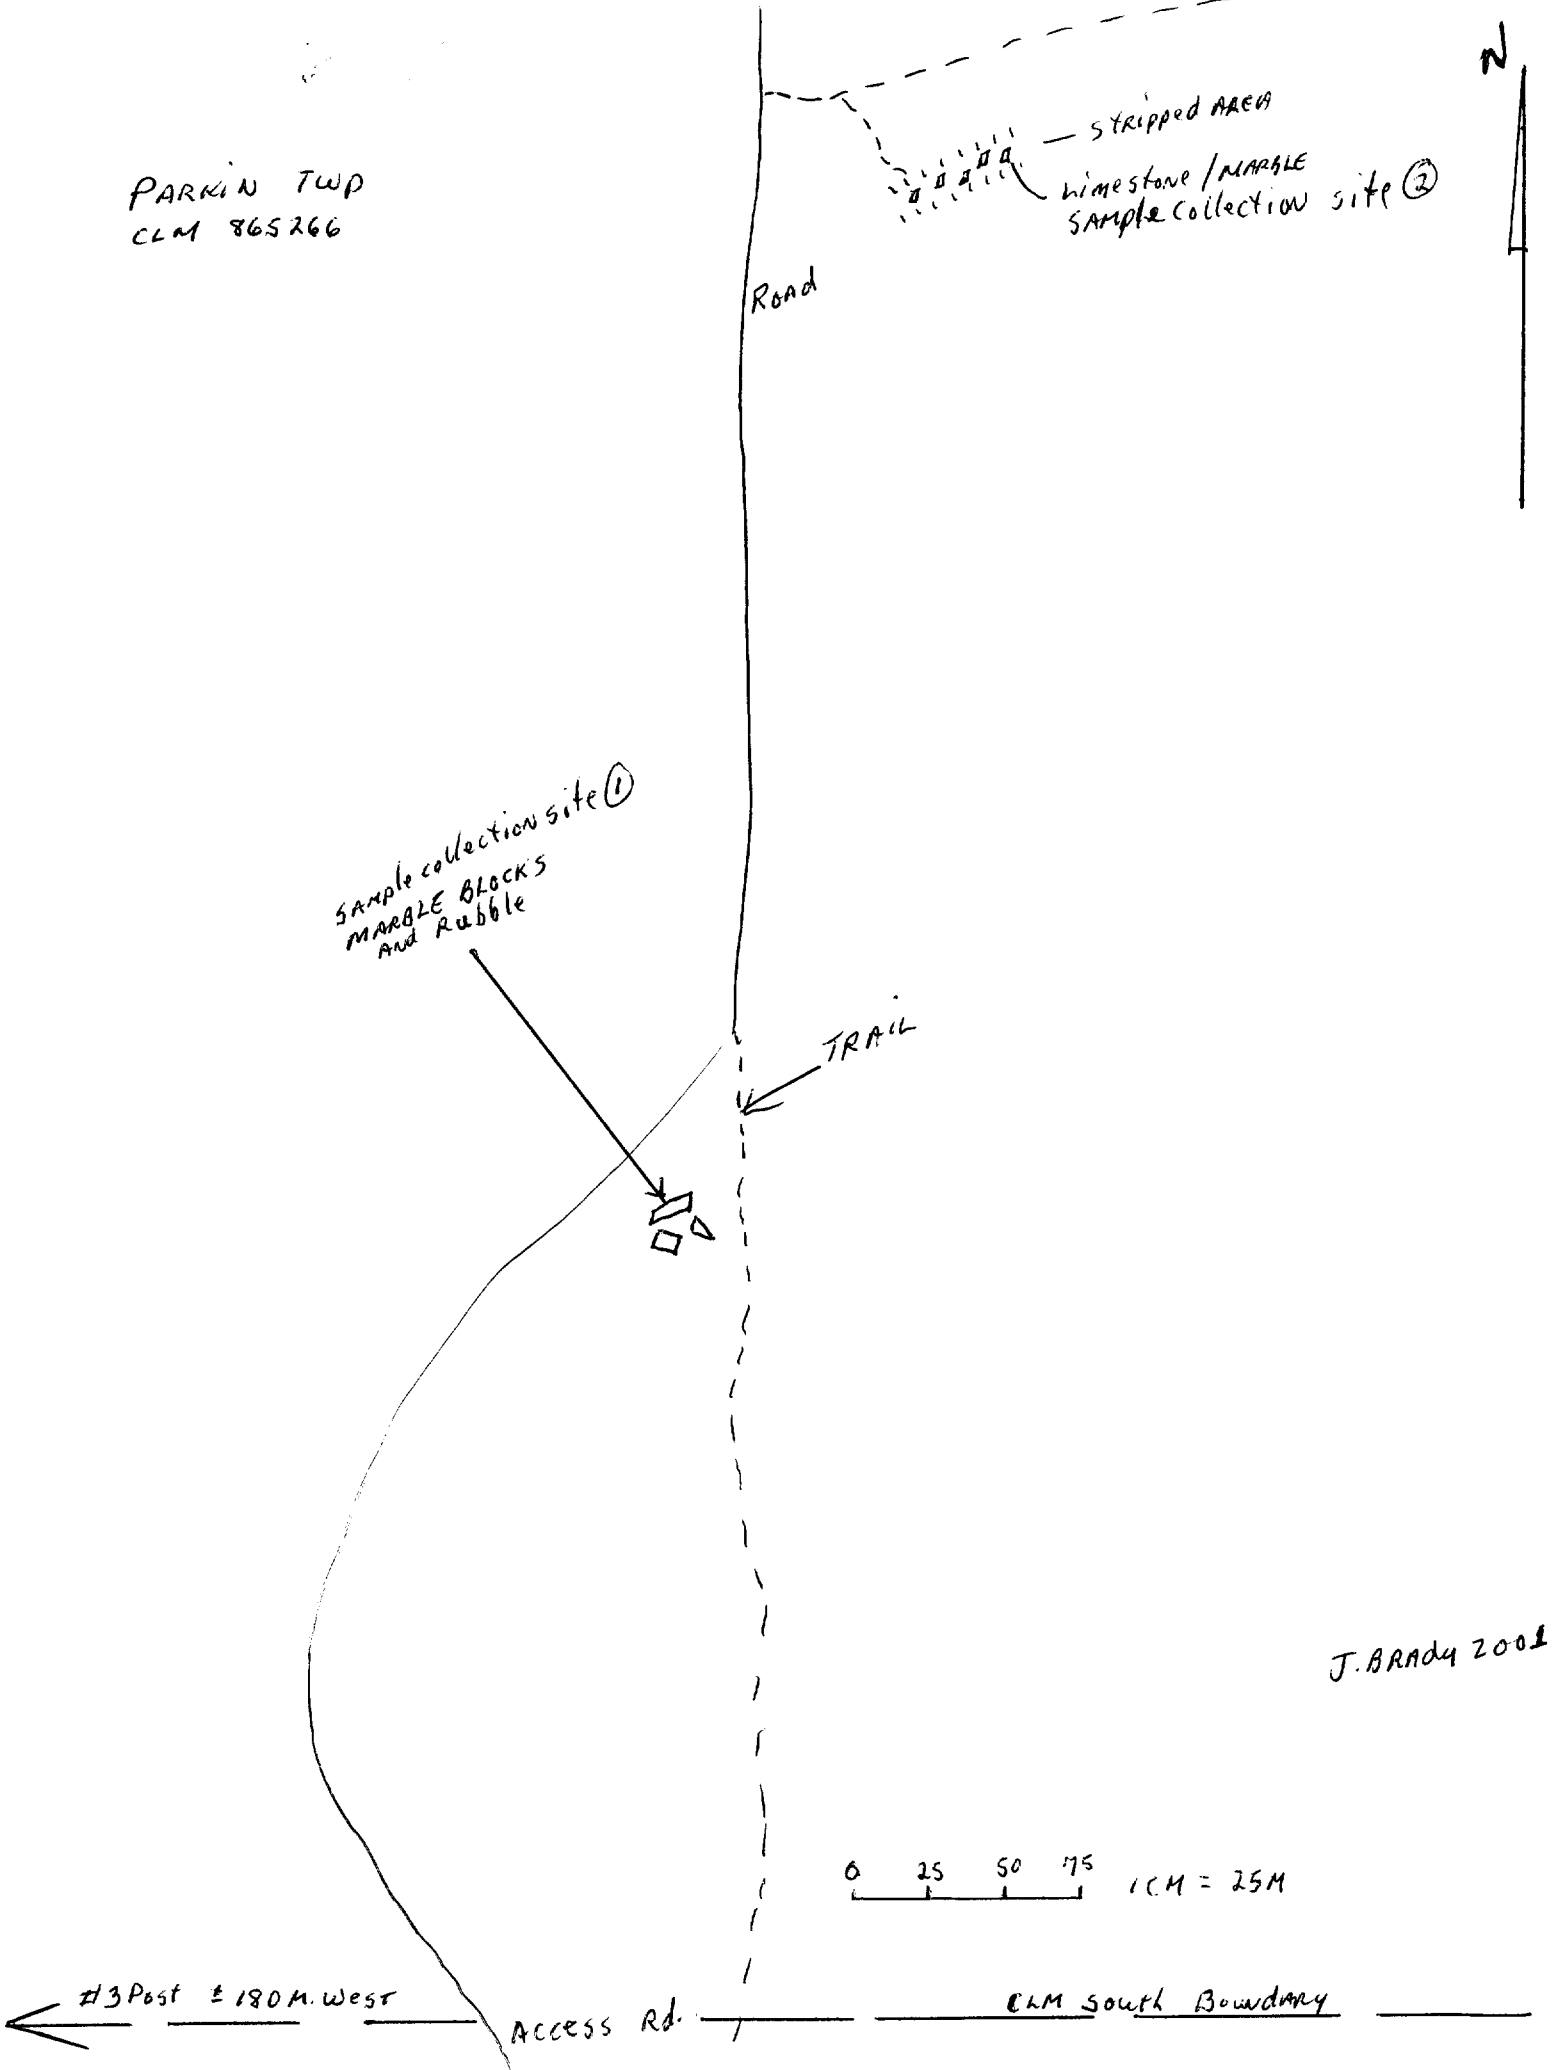 N
STRIPPED AREA
PARKIN TWP
CLM 865266
Limestone / MARBLE
SAMPLE COLLECTION SITE ②
Road
SAMPLE COLLECTION SITE ①
MARBLE BLOCKS
And Rubble
TRAIL
J. BRADY 2001
0 25 50 75
1CM = 25M
#3 Post ± 180 M. WEST
ACCESS Rd.
CLM South Boundary